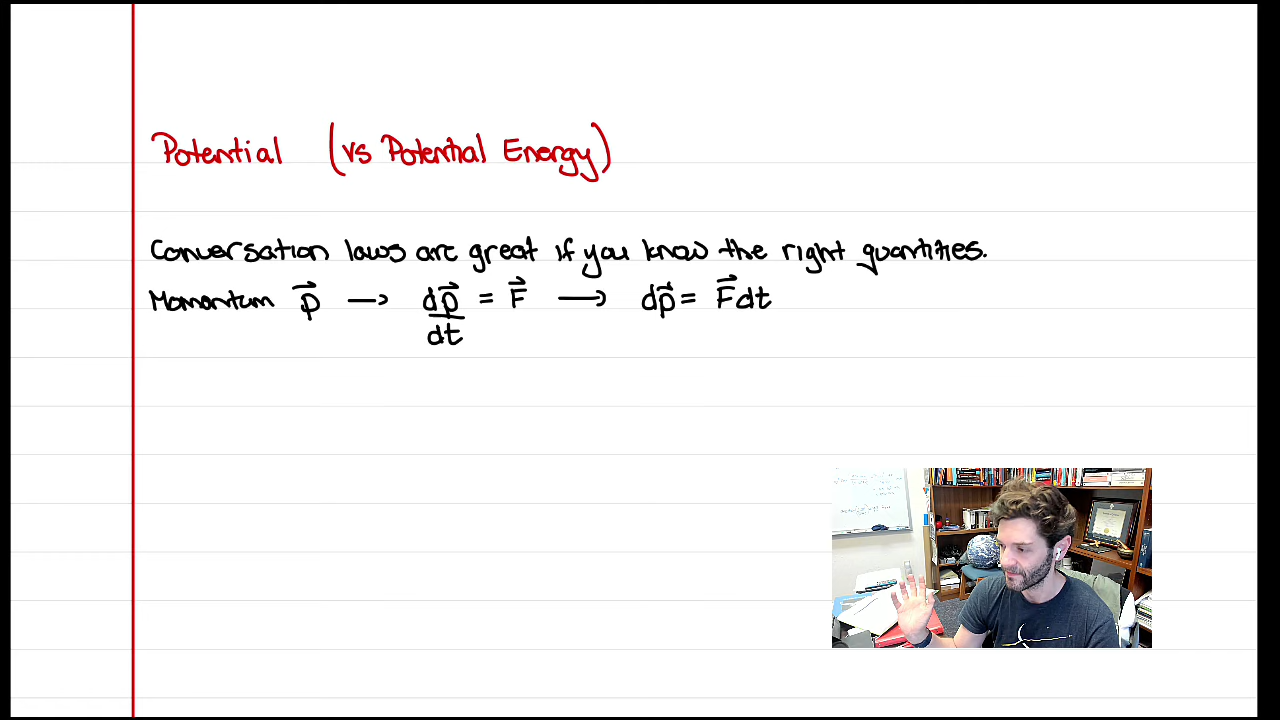 Potential (vs Potential Energy)
Conversation laws are great if you know the right quantities.
Momentum p⃗ → dp⃗/dt = F⃗ → dp⃗ = F⃗dt